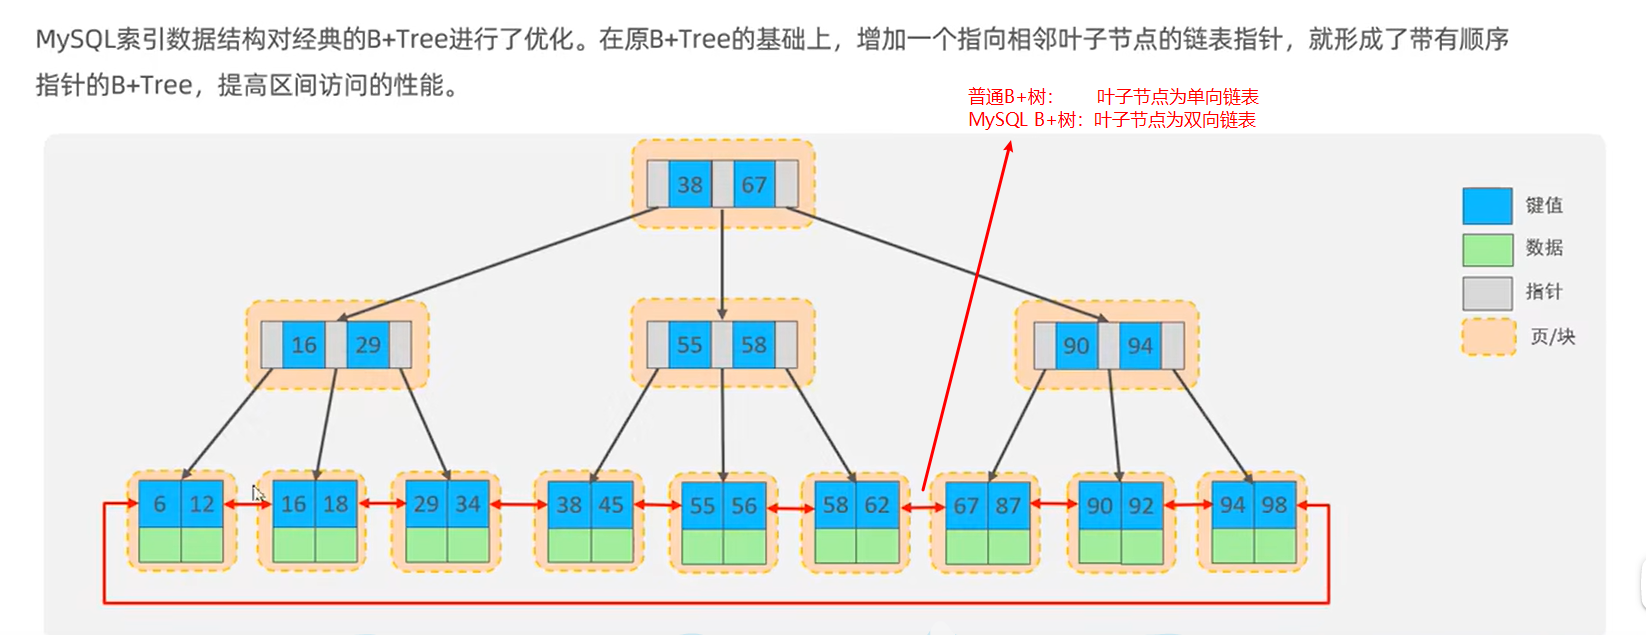 MySQL索引数据结构对经典的B+Tree进行了优化。在原B+Tree的基础上，增加一个指向相邻叶子节点的链表指针，就形成了带有顺序
指针的B+Tree，提高区间访问的性能。
普通B+树： 叶子节点为单向链表
MySQL B+树：叶子节点为双向链表
38 67
键值
数据
指针
页/块
16 29
55 58
90 94
6 12
16 18
29 34
38 45
55 56
58 62
67 87
90 92
94 98